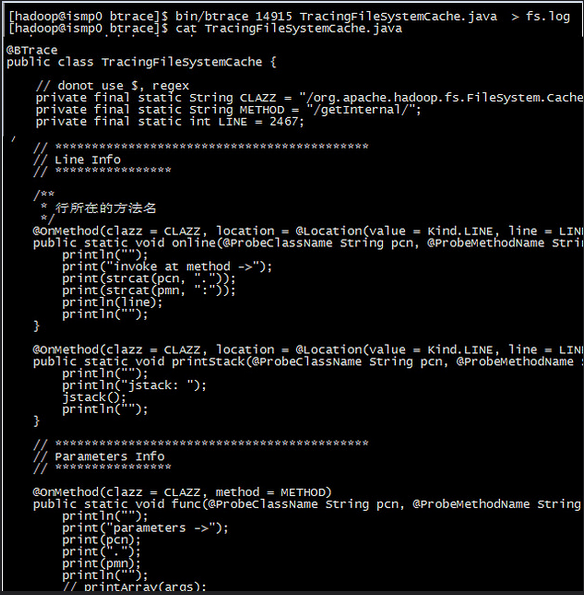 [hadoop@ismp0 btrace]$ bin/btrace 14915 TracingFileSystemCache.java  > fs.log
[hadoop@ismp0 btrace]$ cat TracingFileSystemCache.java
@BTrace
public class TracingFileSystemCache {
// donot use $, regex
private final static String CLAZZ = "/org.apache.hadoop.fs.FileSystem.Cache
private final static String METHOD = "/getInternal/";
private final static int LINE = 2467;
// *******************************************
// Line Info
// ****************
/**
* 行所在的方法名
*/
@OnMethod(clazz = CLAZZ, location = @Location(value = Kind.LINE, line = LINE
public static void online(@ProbeClassName String pcn, @ProbeMethodName Strin
println("");
print("invoke at method ->");
print(strcat(pcn, "."));
print(strcat(pmn, ":"));
println(line);
println("");
}
@OnMethod(clazz = CLAZZ, location = @Location(value = Kind.LINE, line = LINE
public static void printStack(@ProbeClassName String pcn, @ProbeMethodName
println("");
println("jstack: ");
jstack();
println("");
}
// *******************************************
// Parameters Info
// ****************
@OnMethod(clazz = CLAZZ, method = METHOD)
public static void func(@ProbeClassName String pcn, @ProbeMethodName String
println("");
print("parameters ->");
print(pcn);
print(".");
print(pmn);
println("");
// printArray(args);